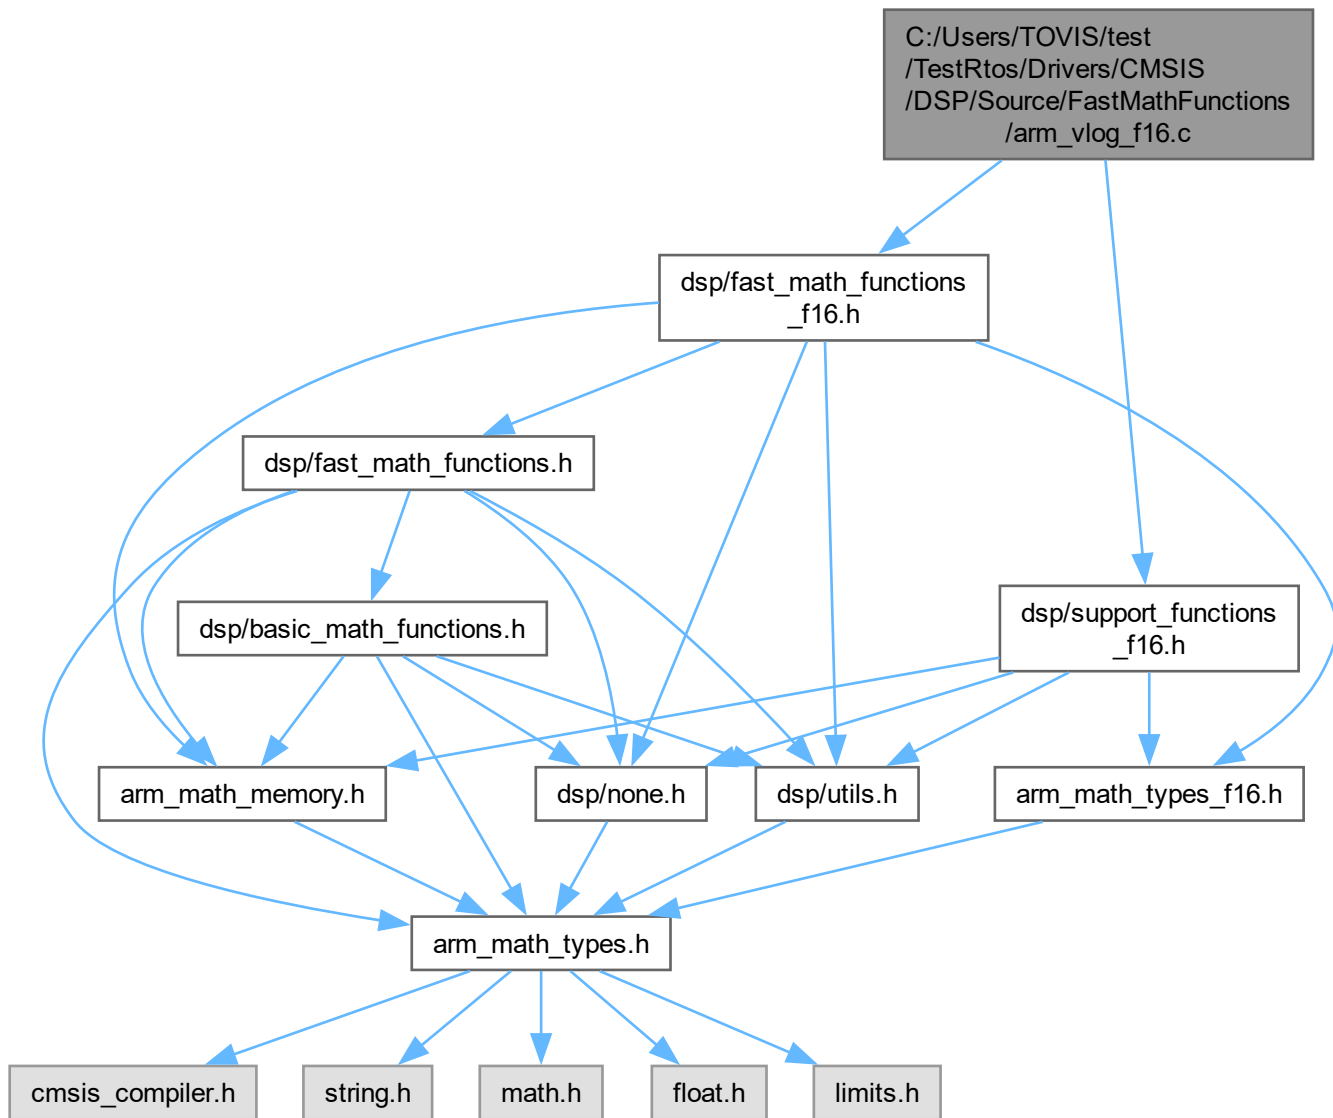 C:/Users/TOVIS/test
/TestRtos/Drivers/CMSIS
/DSP/Source/FastMathFunctions
/arm_vlog_f16.c
dsp/fast_math_functions
_f16.h
dsp/fast_math_functions.h
dsp/basic_math_functions.h
dsp/support_functions
_f16.h
arm_math_memory.h
dsp/none.h
dsp/utils.h
arm_math_types_f16.h
arm_math_types.h
cmsis_compiler.h
string.h
math.h
float.h
limits.h